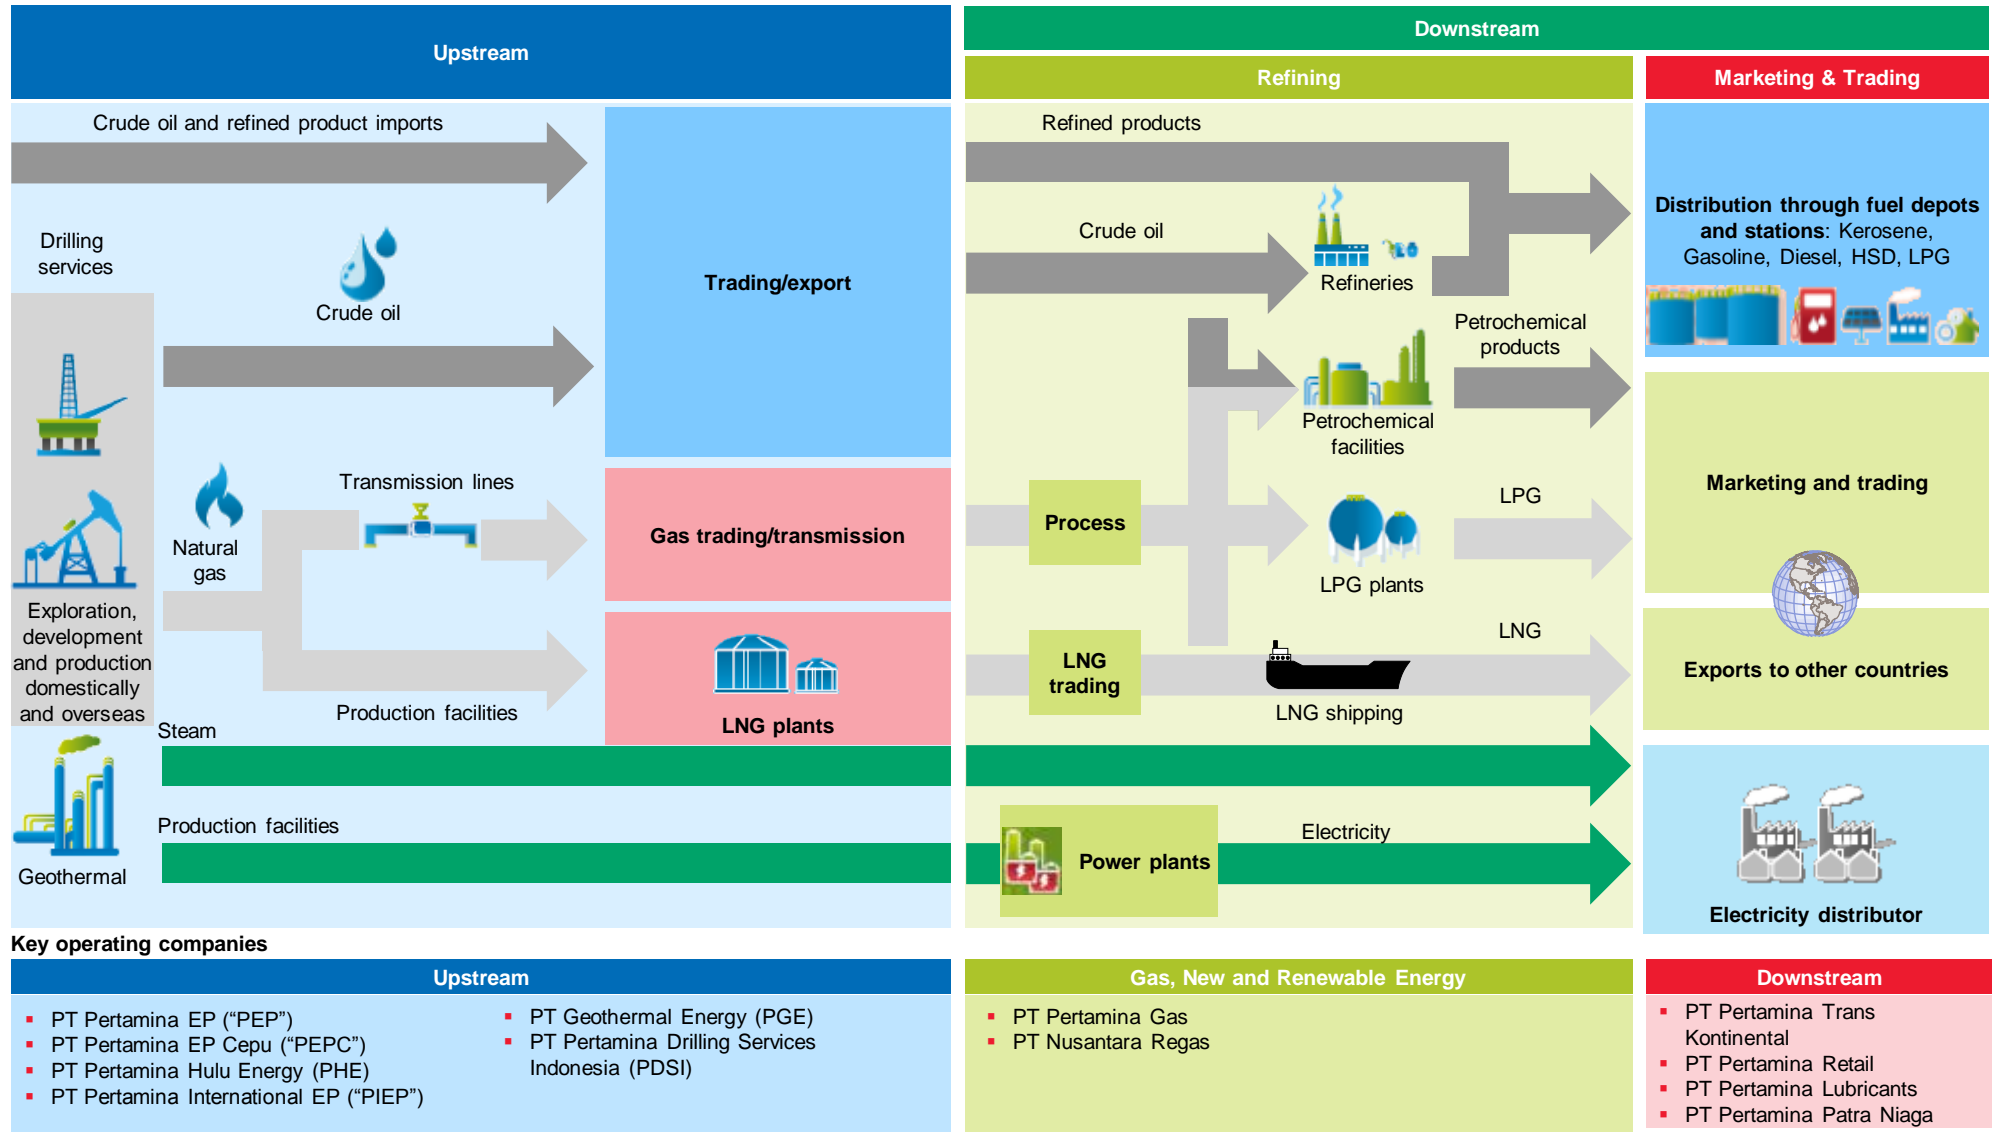 Upstream
Downstream
Refining
Marketing & Trading
Crude oil and refined product imports
Drilling
services
Crude oil
Trading/export
Transmission lines
Natural
gas
Gas trading/transmission
Exploration,
development
and production
domestically
and overseas
Production facilities
LNG plants
Steam
Production facilities
Geothermal
Refined products
Crude oil
Refineries
Petrochemical
products
Petrochemical
facilities
Process
LPG
LPG plants
LNG
trading
LNG
LNG shipping
Power plants
Electricity
Distribution through fuel depots
and stations: Kerosene,
Gasoline, Diesel, HSD, LPG
Marketing and trading
Exports to other countries
Electricity distributor
Key operating companies
Upstream
▪ PT Pertamina EP (“PEP”)
▪ PT Pertamina EP Cepu (“PEPC”)
▪ PT Pertamina Hulu Energy (PHE)
▪ PT Pertamina International EP (“PIEP”)
▪ PT Geothermal Energy (PGE)
▪ PT Pertamina Drilling Services
Indonesia (PDSI)
Gas, New and Renewable Energy
▪ PT Pertamina Gas
▪ PT Nusantara Regas
Downstream
▪ PT Pertamina Trans
Kontinental
▪ PT Pertamina Retail
▪ PT Pertamina Lubricants
▪ PT Pertamina Patra Niaga